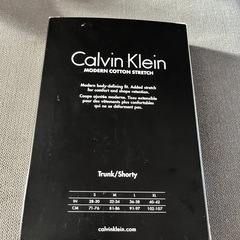 Calvin Klein
MODERN COTTON STRETCH
Modern body-defining fit. Added stretch
for comfort and shape retention.
Coupe ajustée moderne. Tissu extensible
pour des vêtements plus confortables
qui ne se déforment pas.
Trunk/Shorty
S M L XL
IN 28-30 32-34 36-38 40-42
CM 71-76 81-86 91-97 102-107
calvinklein.com